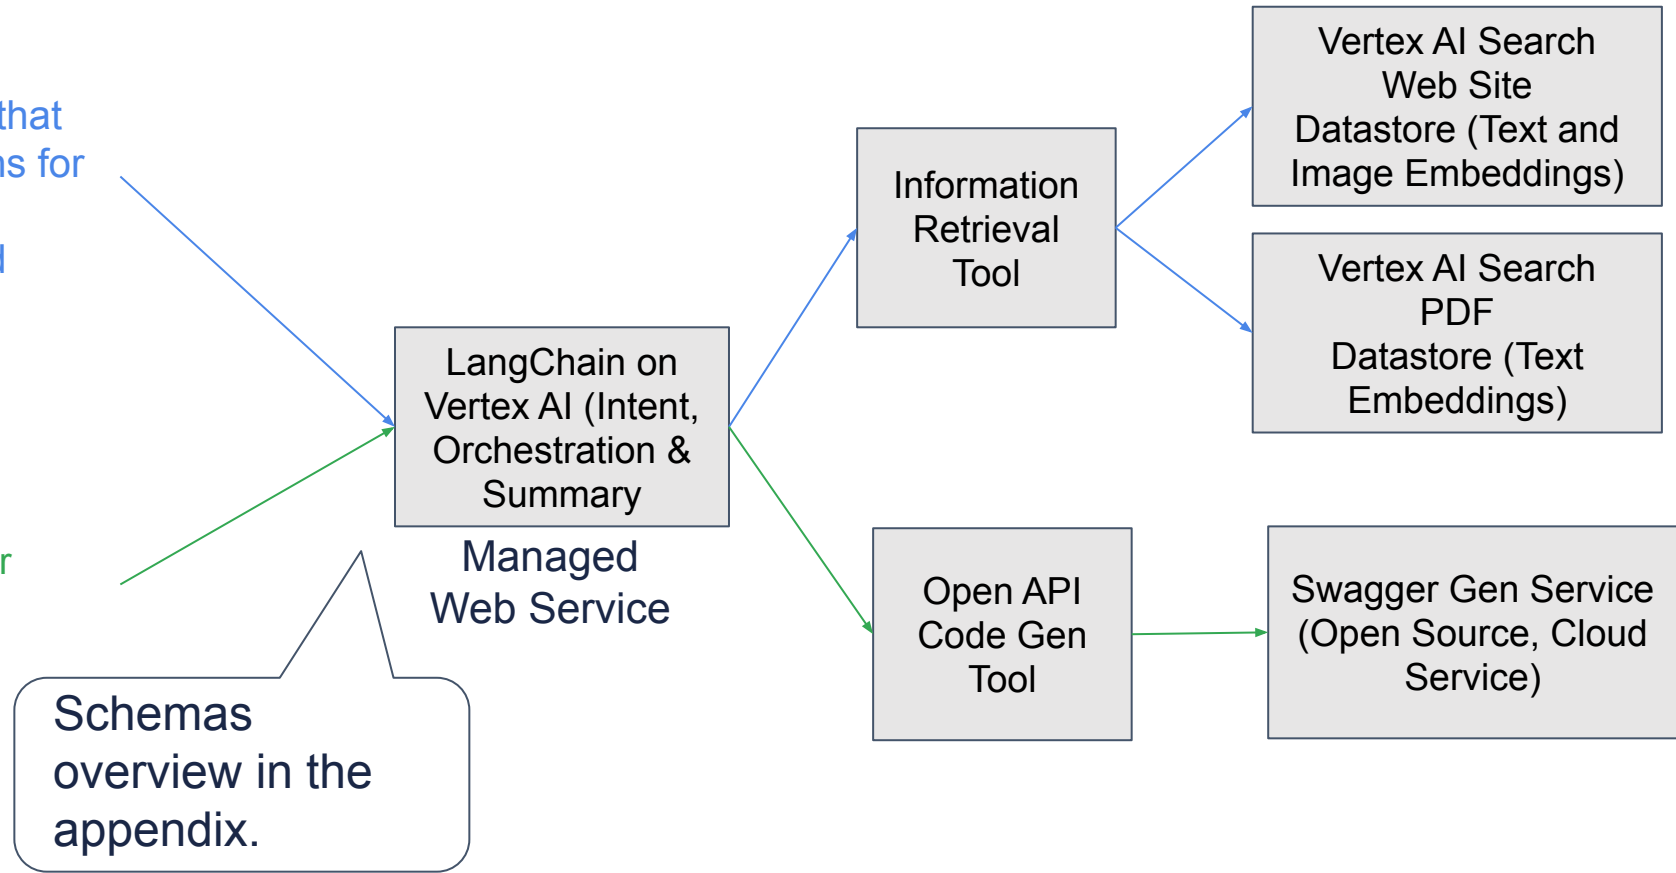 that
ns for
d
r
LangChain on
Vertex AI (Intent,
Orchestration &
Summary
Managed
Web Service
Schemas
overview in the
appendix.
Information
Retrieval
Tool
Vertex AI Search
Web Site
Datastore (Text and
Image Embeddings)
Vertex AI Search
PDF
Datastore (Text
Embeddings)
Open API
Code Gen
Tool
Swagger Gen Service
(Open Source, Cloud
Service)